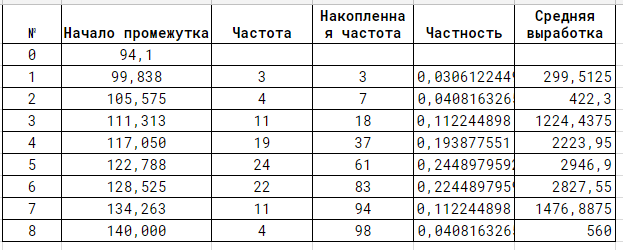 № Начало промежутка Частота Накопленна
я частота Частность Средняя
выработка
0 94,1
1 99,838 3 3 0,030612244 299,5125
2 105,575 4 7 0,040816326 422,3
3 111,313 11 18 0,112244898 1224,4375
4 117,050 19 37 0,193877551 2223,95
5 122,788 24 61 0,244897959 2946,9
6 128,525 22 83 0,224489795 2827,55
7 134,263 11 94 0,112244898 1476,8875
8 140,000 4 98 0,040816326 560